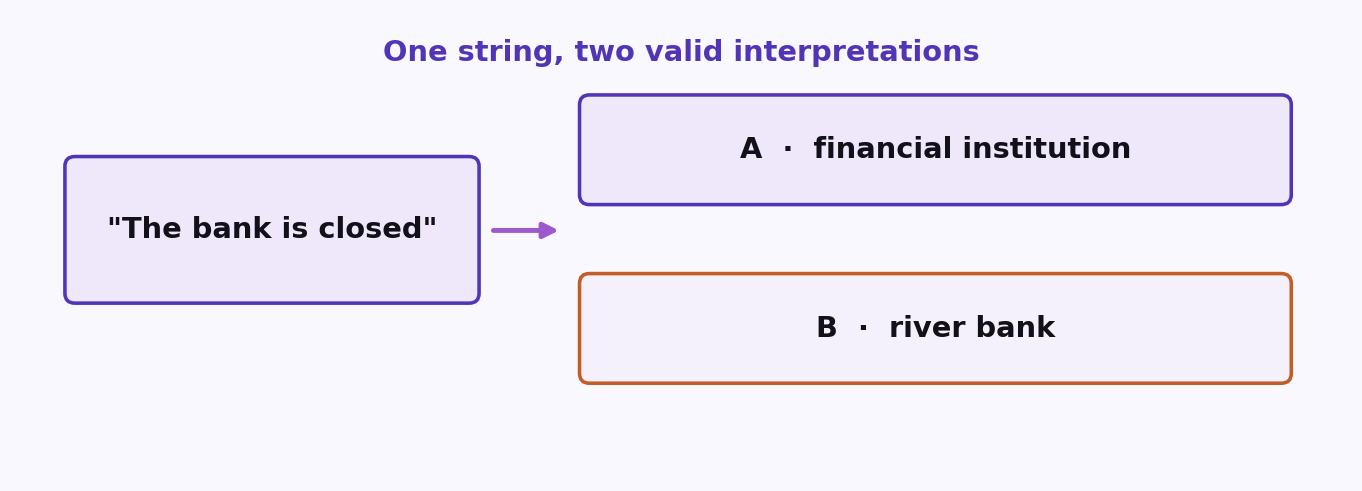 One string, two valid interpretations
"The bank is closed"
A · financial institution
B · river bank